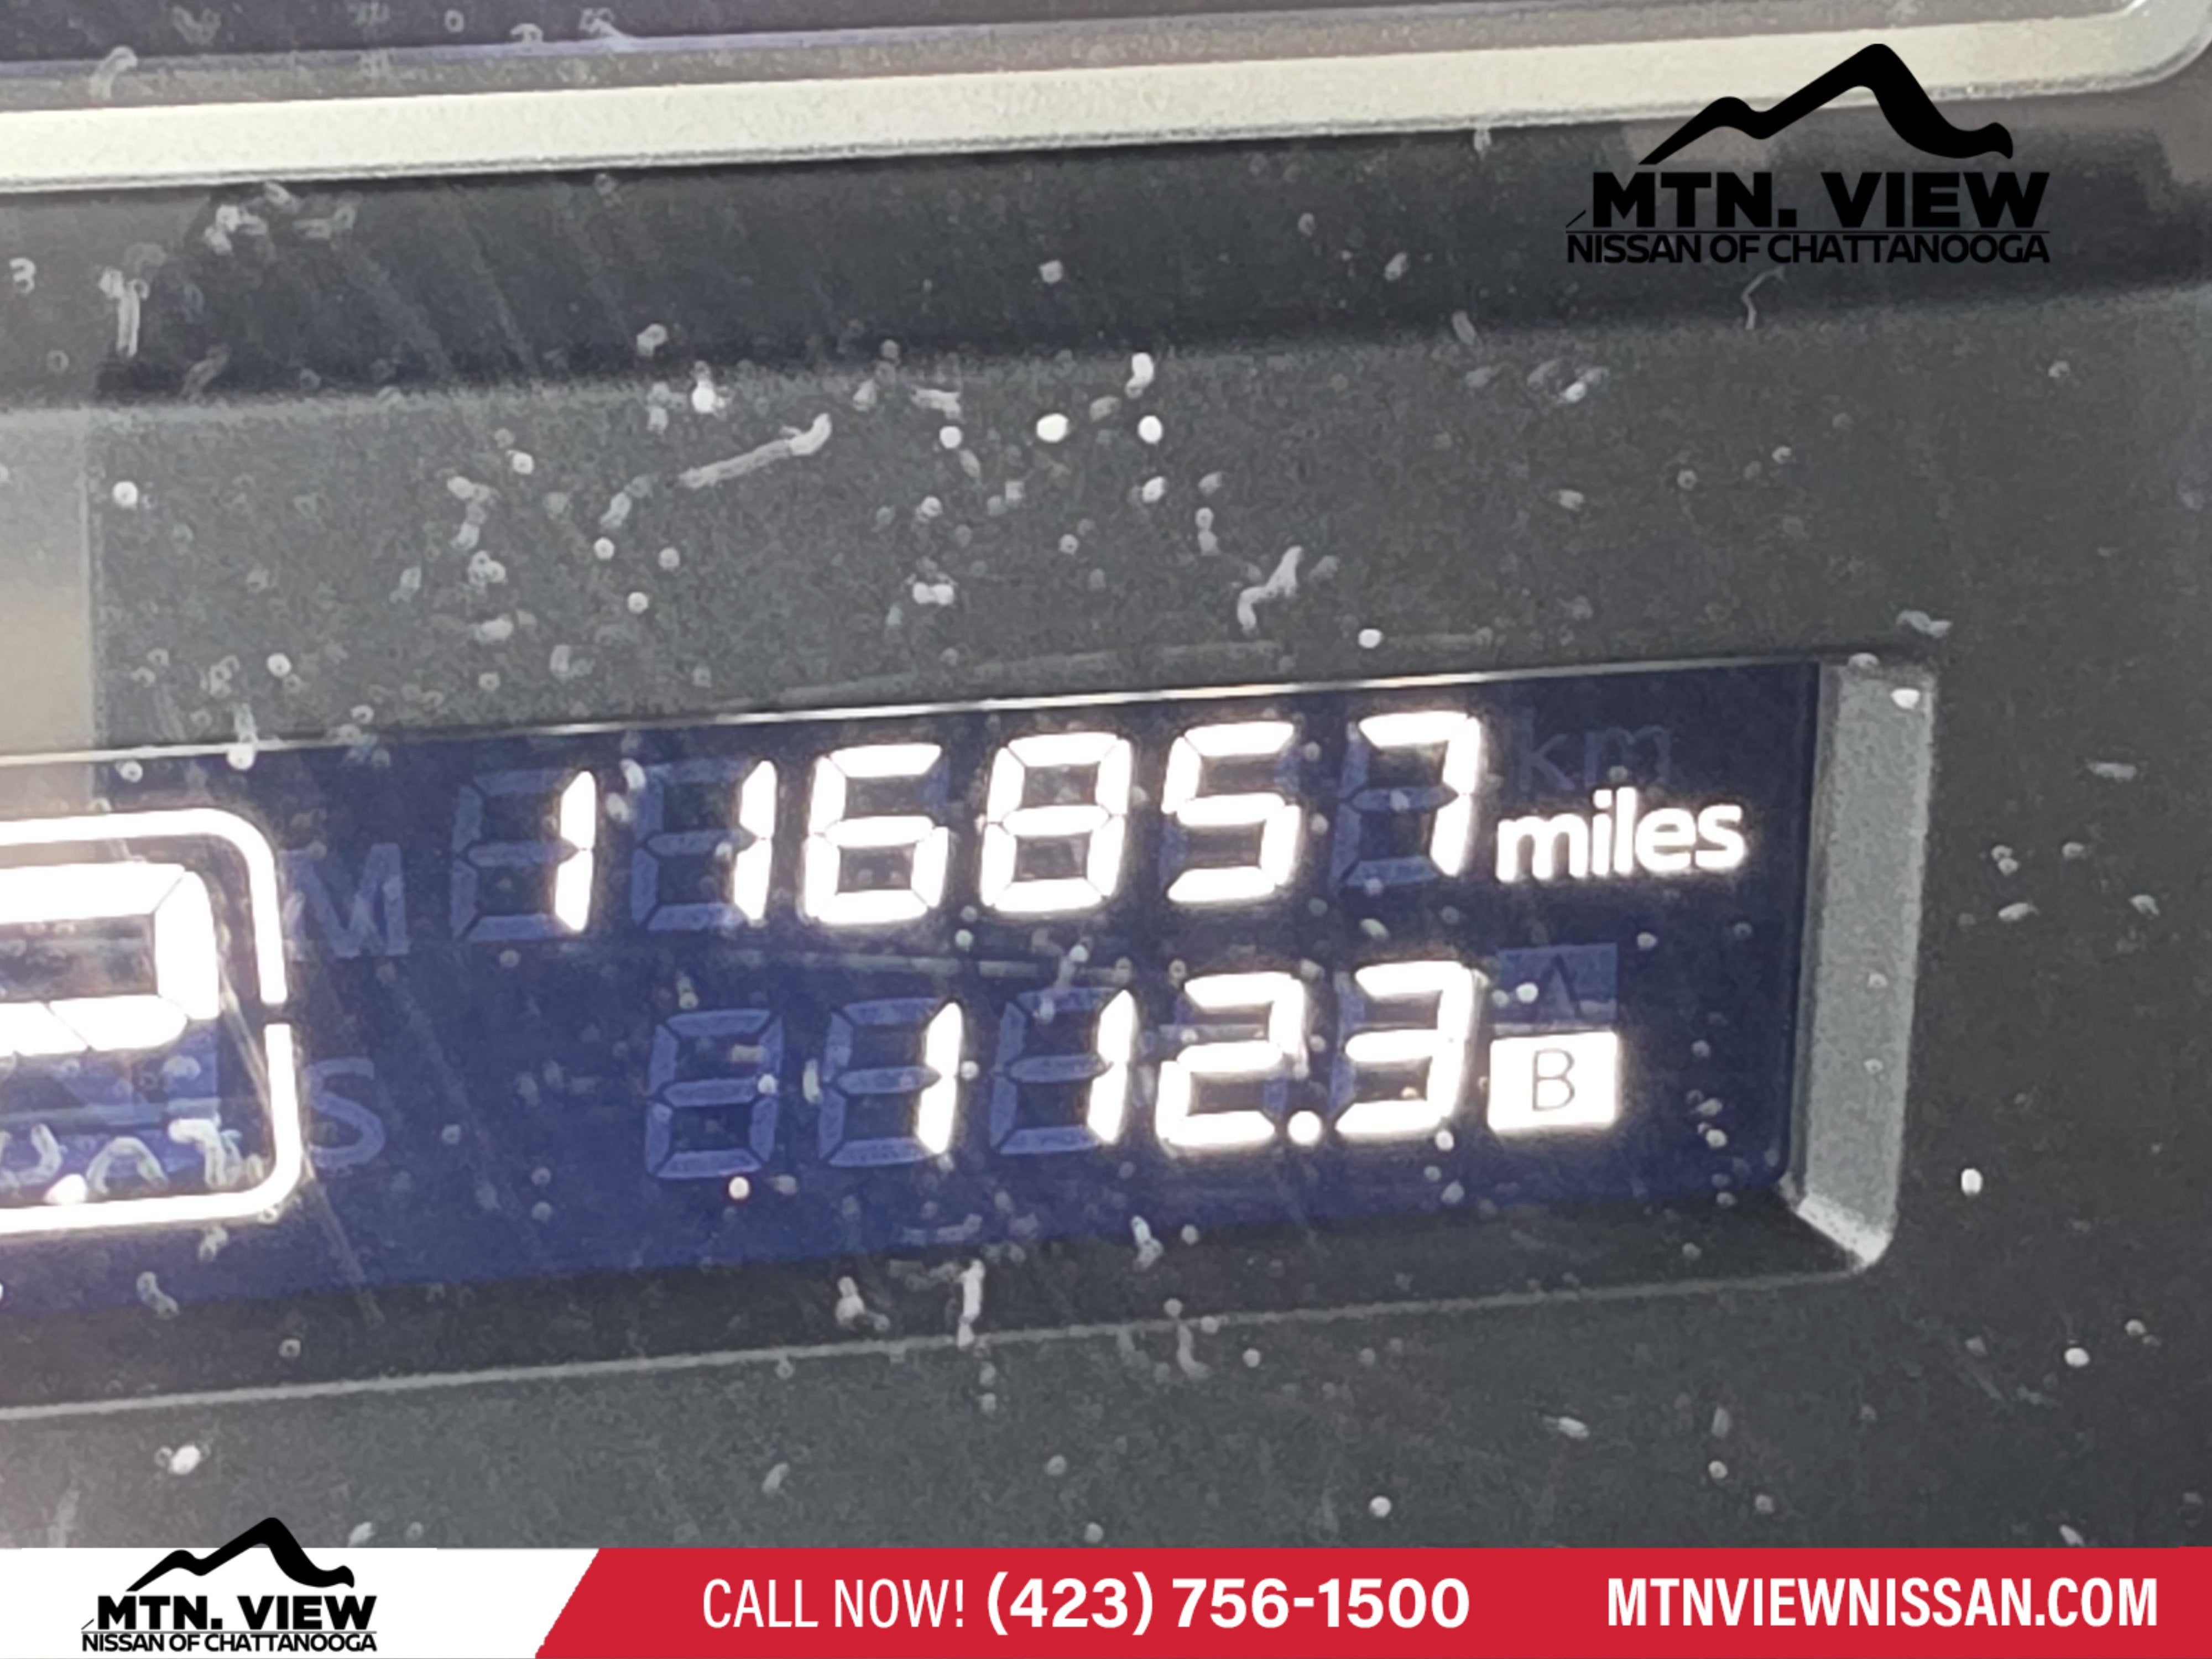 MTN. VIEW
NISSAN OF CHATTANOOGA
km
116857 miles
M
A
112.3 B
S
MTN. VIEW
NISSAN OF CHATTANOOGA
CALL NOW! (423) 756-1500
MTNVIEWNISSAN.COM